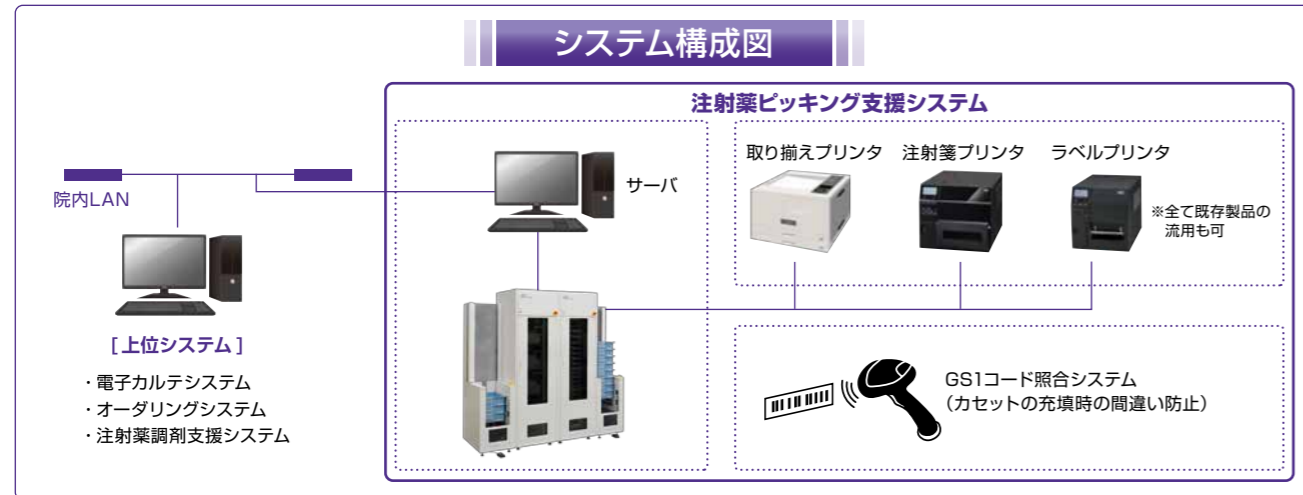 システム構成図
注射薬ピッキング支援システム
院内LAN
[上位システム]
・電子カルテシステム
・オーダリングシステム
・注射薬調剤支援システム
サーバ
取り揃えプリンタ
注射箋プリンタ
ラベルプリンタ
※全て既存製品の
流用も可
GS1コード照合システム
(カセットの充填時の間違い防止)